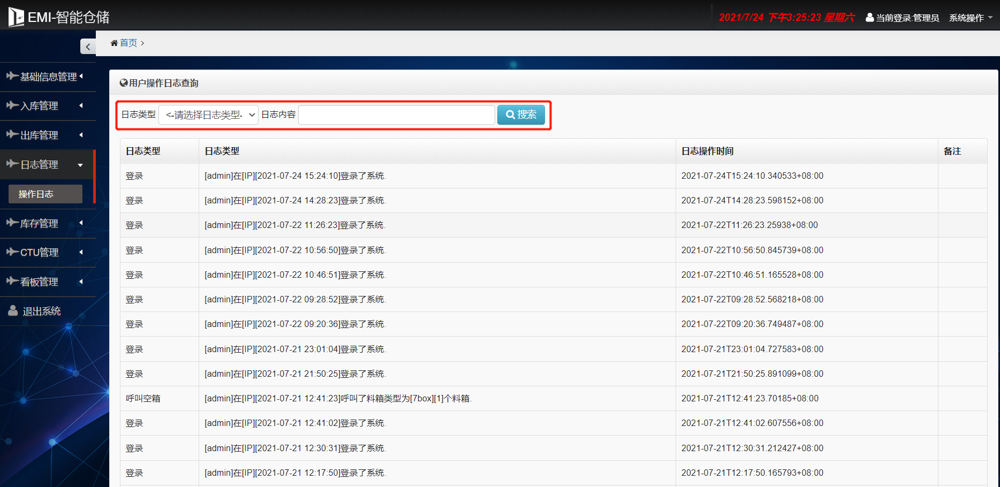 EMI-智能仓储
2021/7/24 下午3:25:23 星期六
当前登录:管理员
系统操作
首页 >
基础信息管理
入库管理
出库管理
日志管理
操作日志
库存管理
CTU管理
看板管理
退出系统
用户操作日志查询
日志类型 <-请选择日志类型- 日志内容 搜索
日志类型 日志类型 日志操作时间 备注
登录 [admin]在[IP][2021-07-24 15:24:10]登录了系统. 2021-07-24T15:24:10.340533+08:00
登录 [admin]在[IP][2021-07-24 14:28:23]登录了系统. 2021-07-24T14:28:23.598152+08:00
登录 [admin]在[IP][2021-07-22 11:26:23]登录了系统. 2021-07-22T11:26:23.25938+08:00
登录 [admin]在[IP][2021-07-22 10:56:50]登录了系统. 2021-07-22T10:56:50.845739+08:00
登录 [admin]在[IP][2021-07-22 10:46:51]登录了系统. 2021-07-22T10:46:51.165528+08:00
登录 [admin]在[IP][2021-07-22 09:28:52]登录了系统. 2021-07-22T09:28:52.568218+08:00
登录 [admin]在[IP][2021-07-22 09:20:36]登录了系统. 2021-07-22T09:20:36.749487+08:00
登录 [admin]在[IP][2021-07-21 23:01:04]登录了系统. 2021-07-21T23:01:04.727583+08:00
登录 [admin]在[IP][2021-07-21 21:50:25]登录了系统. 2021-07-21T21:50:25.891099+08:00
呼叫空箱 [admin]在[IP][2021-07-21 12:41:23]呼叫了料箱类型为[7box][1]个料箱. 2021-07-21T12:41:23.70185+08:00
登录 [admin]在[IP][2021-07-21 12:41:02]登录了系统. 2021-07-21T12:41:02.607556+08:00
登录 [admin]在[IP][2021-07-21 12:30:31]登录了系统. 2021-07-21T12:30:31.212427+08:00
登录 [admin]在[IP][2021-07-21 12:17:50]登录了系统. 2021-07-21T12:17:50.165793+08:00